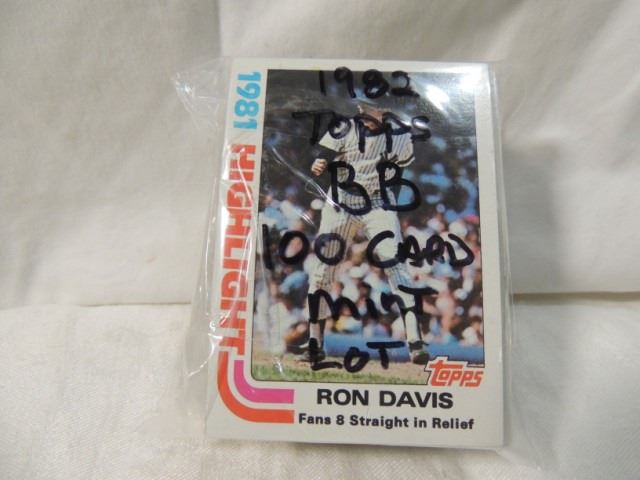 1982
TOPPS
BB
100 CARD
MINT
LOT
1981 HIGHLIGHT
topps
RON DAVIS
Fans 8 Straight in Relief